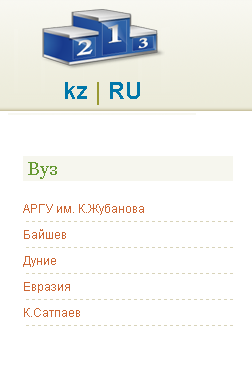 2 1 3
kz | RU
Вуз
АРГУ им. К.Жубанова
Байшев
Дуние
Евразия
К.Сатпаев